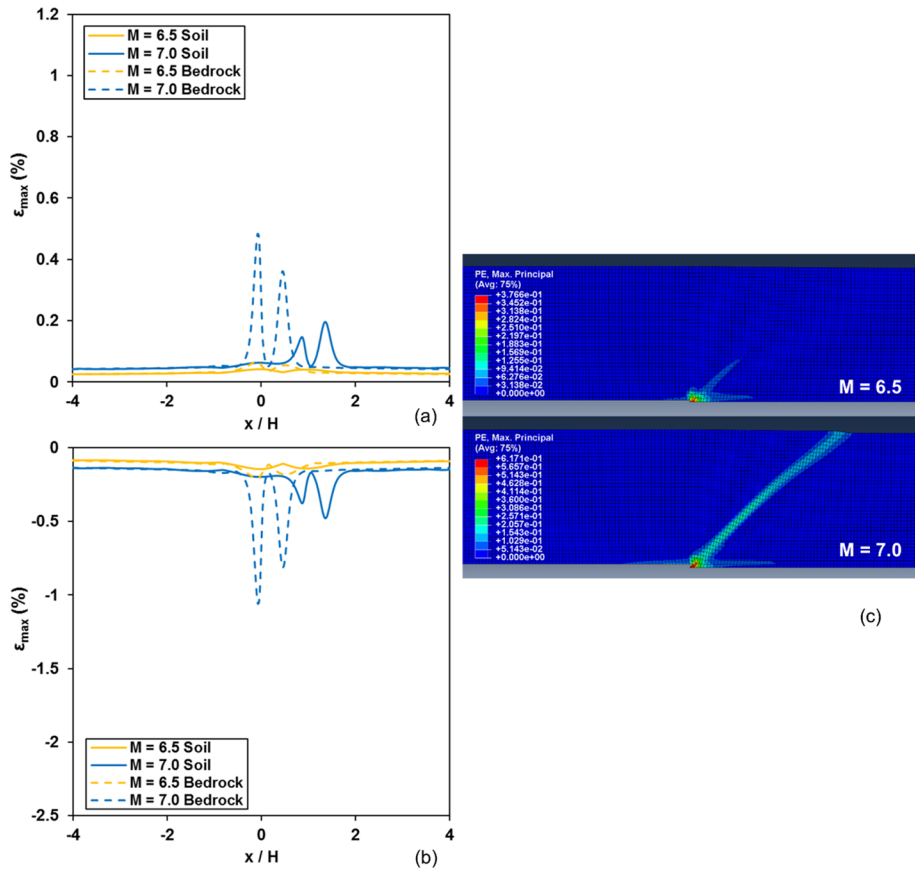 1.2
1
0.8
0.6
0.4
0.2
0
εmax (%)
M = 6.5 Soil
M = 7.0 Soil
M = 6.5 Bedrock
M = 7.0 Bedrock
-4
-2
0
2
4
x / H
(a)
0
-0.5
-1
-1.5
-2
-2.5
εmax (%)
M = 6.5 Soil
M = 7.0 Soil
M = 6.5 Bedrock
M = 7.0 Bedrock
-4
-2
0
2
4
x / H
(b)
PE, Max. Principal
(Avg: 75%)
+3.766e-01
+3.452e-01
+3.138e-01
+2.824e-01
+2.510e-01
+2.197e-01
+1.883e-01
+1.569e-01
+1.255e-01
+9.414e-02
+6.276e-02
+3.138e-02
+0.000e+00
M = 6.5
PE, Max. Principal
(Avg: 75%)
+6.171e-01
+5.657e-01
+5.143e-01
+4.628e-01
+4.114e-01
+3.600e-01
+3.086e-01
+2.571e-01
+2.057e-01
+1.543e-01
+1.029e-01
+5.143e-02
+0.000e+00
M = 7.0
(c)